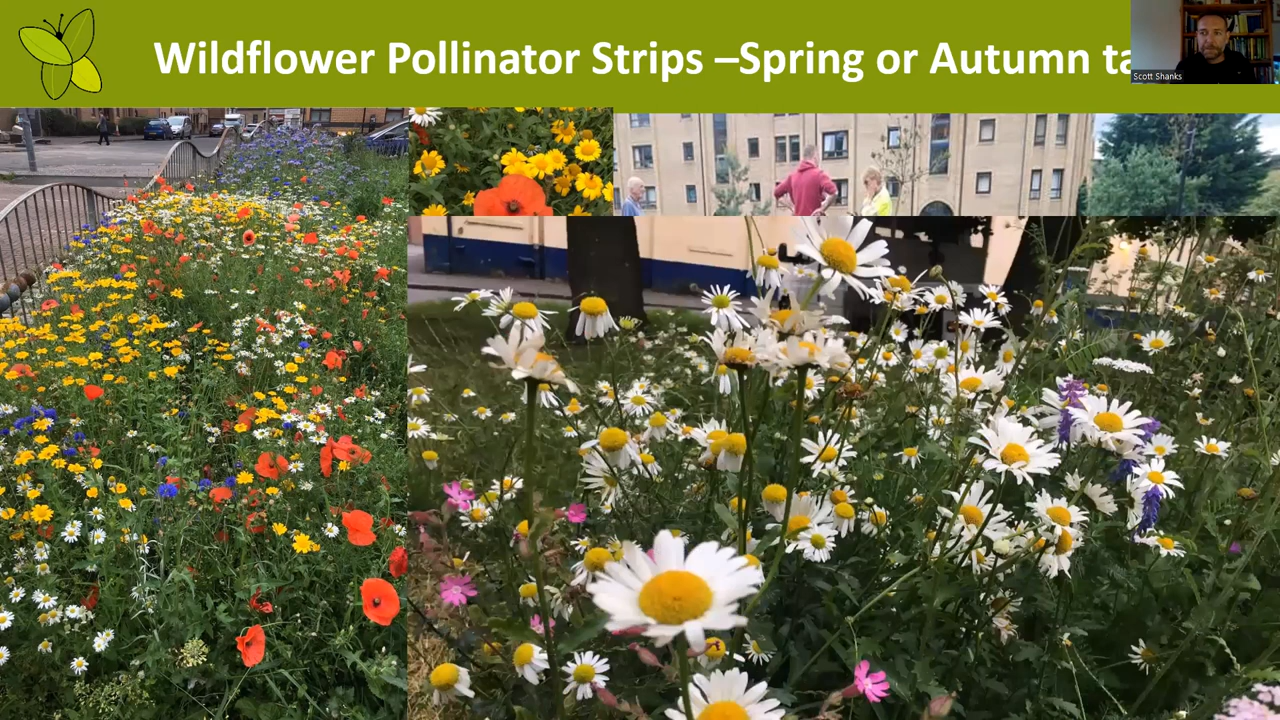 Wildflower Pollinator Strips –Spring or Autumn ta
Scott Shanks